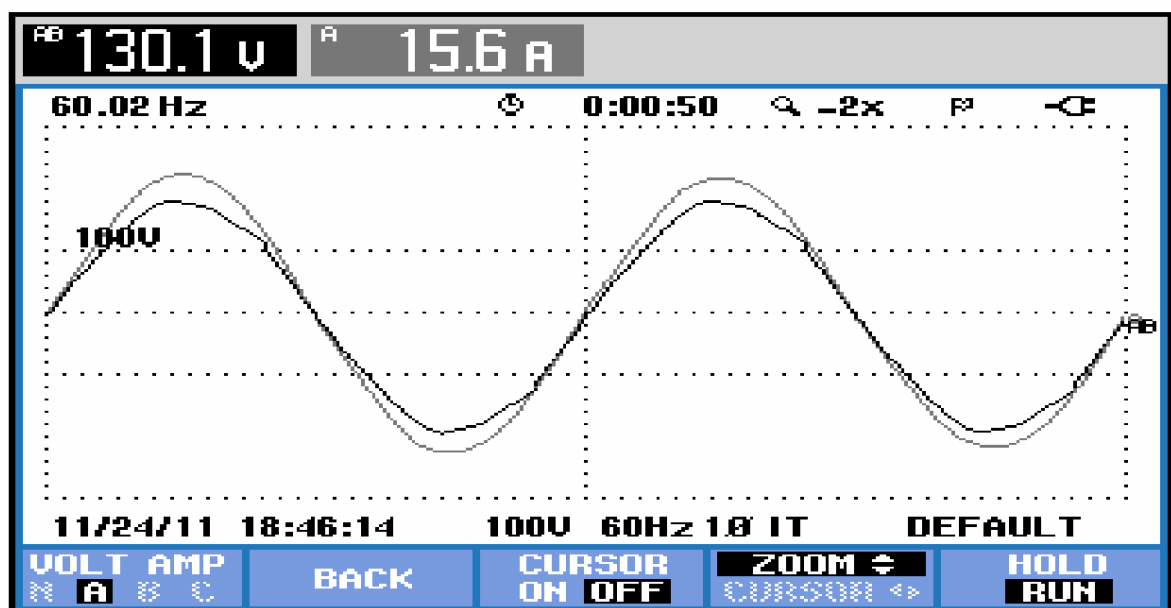 AB 130.1 V A 15.6 A
60.02 Hz 0:00:50 -2x
100V
AB
11/24/11 18:46:14 100V 60Hz 1Ø IT DEFAULT
VOLT AMP BACK CURSOR ZOOM HOLD
N A B C ON OFF CURSOR RUN